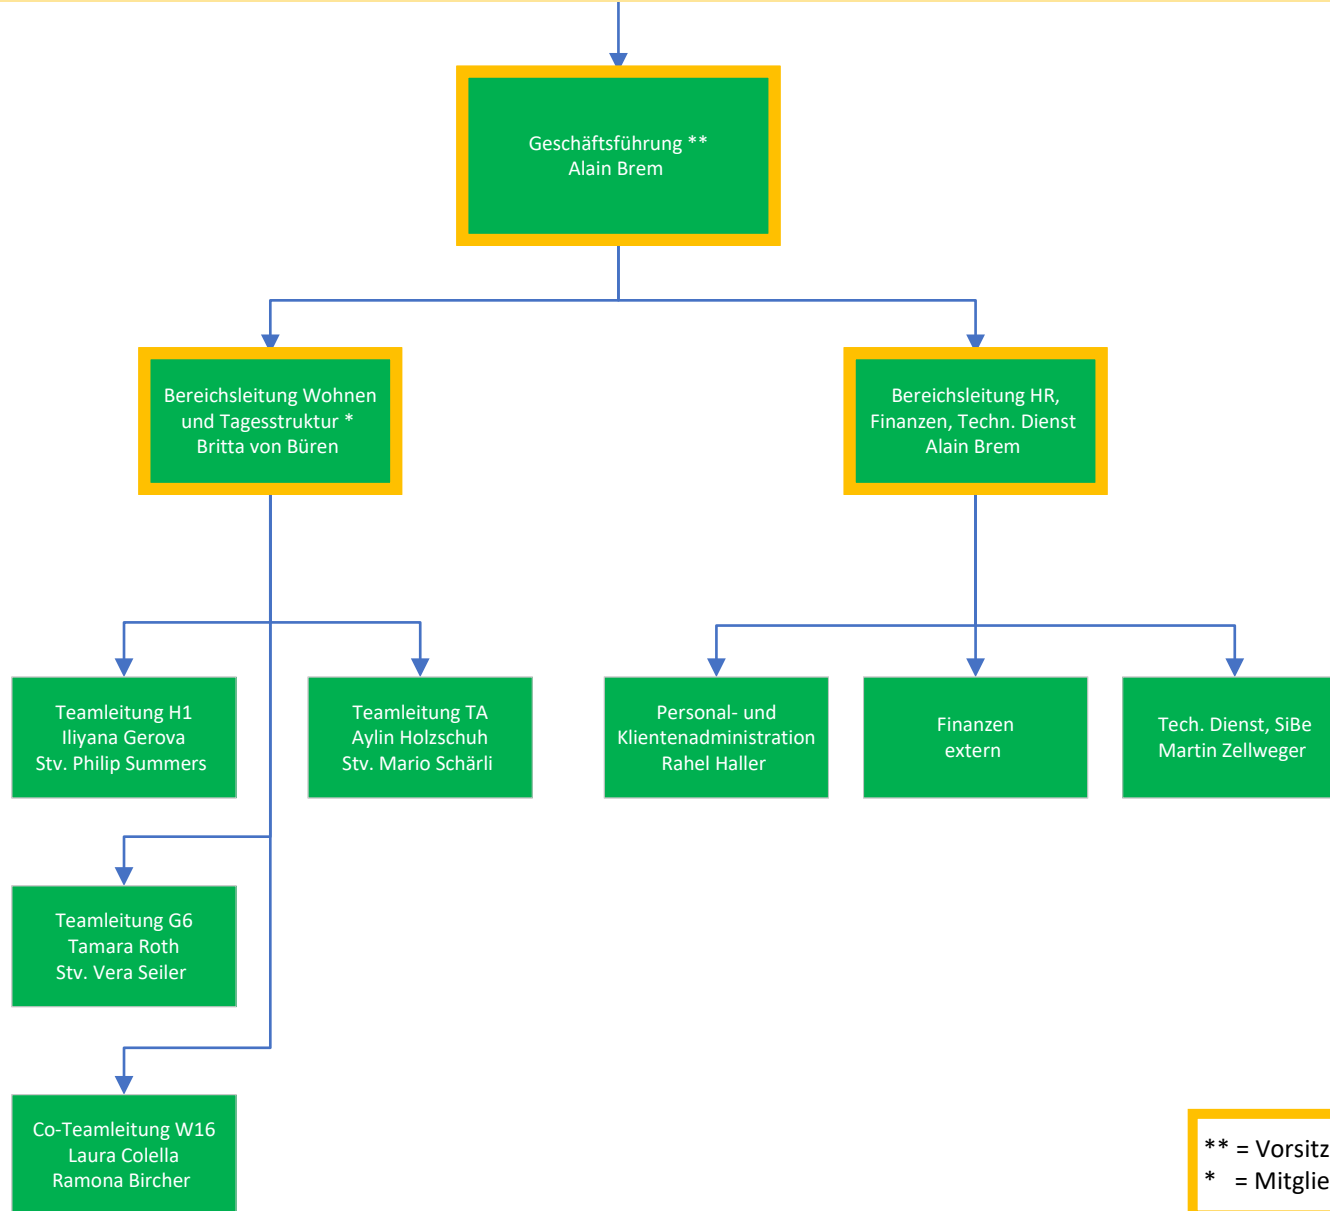 Geschäftsführung **
Alain Brem
Bereichsleitung Wohnen
und Tagesstruktur *
Britta von Büren
Bereichsleitung HR,
Finanzen, Techn. Dienst
Alain Brem
Teamleitung H1
Iliyana Gerova
Stv. Philip Summers
Teamleitung TA
Aylin Holzschuh
Stv. Mario Schärli
Personal- und
Klientenadministration
Rahel Haller
Finanzen
extern
Tech. Dienst, SiBe
Martin Zellweger
Teamleitung G6
Tamara Roth
Stv. Vera Seiler
Co-Teamleitung W16
Laura Colella
Ramona Bircher
** = Vorsitz
* = Mitglie